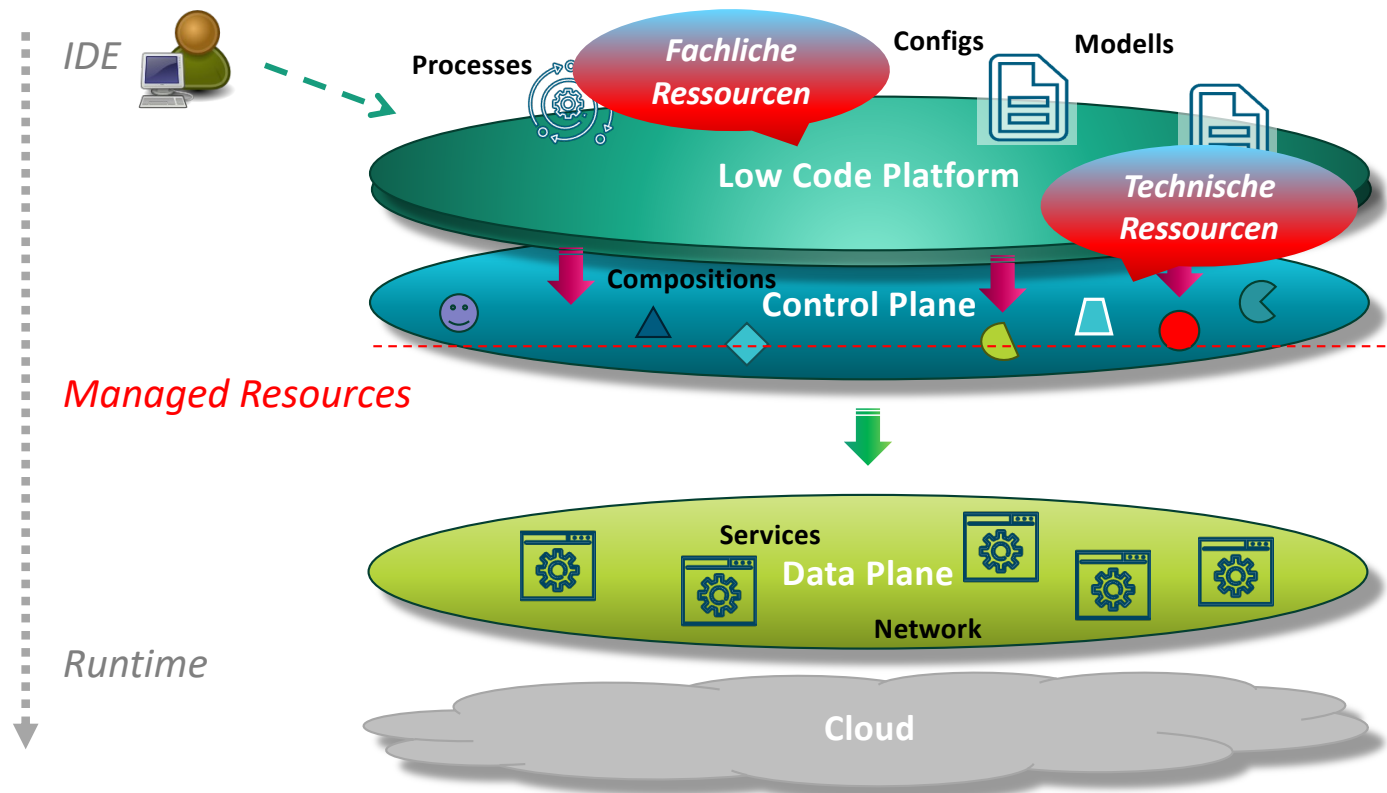 IDE
Processes
Fachliche
Ressourcen
Configs
Modells
Low Code Platform
Technische
Ressourcen
Compositions
Control Plane
Managed Resources
Services
Data Plane
Network
Runtime
Cloud